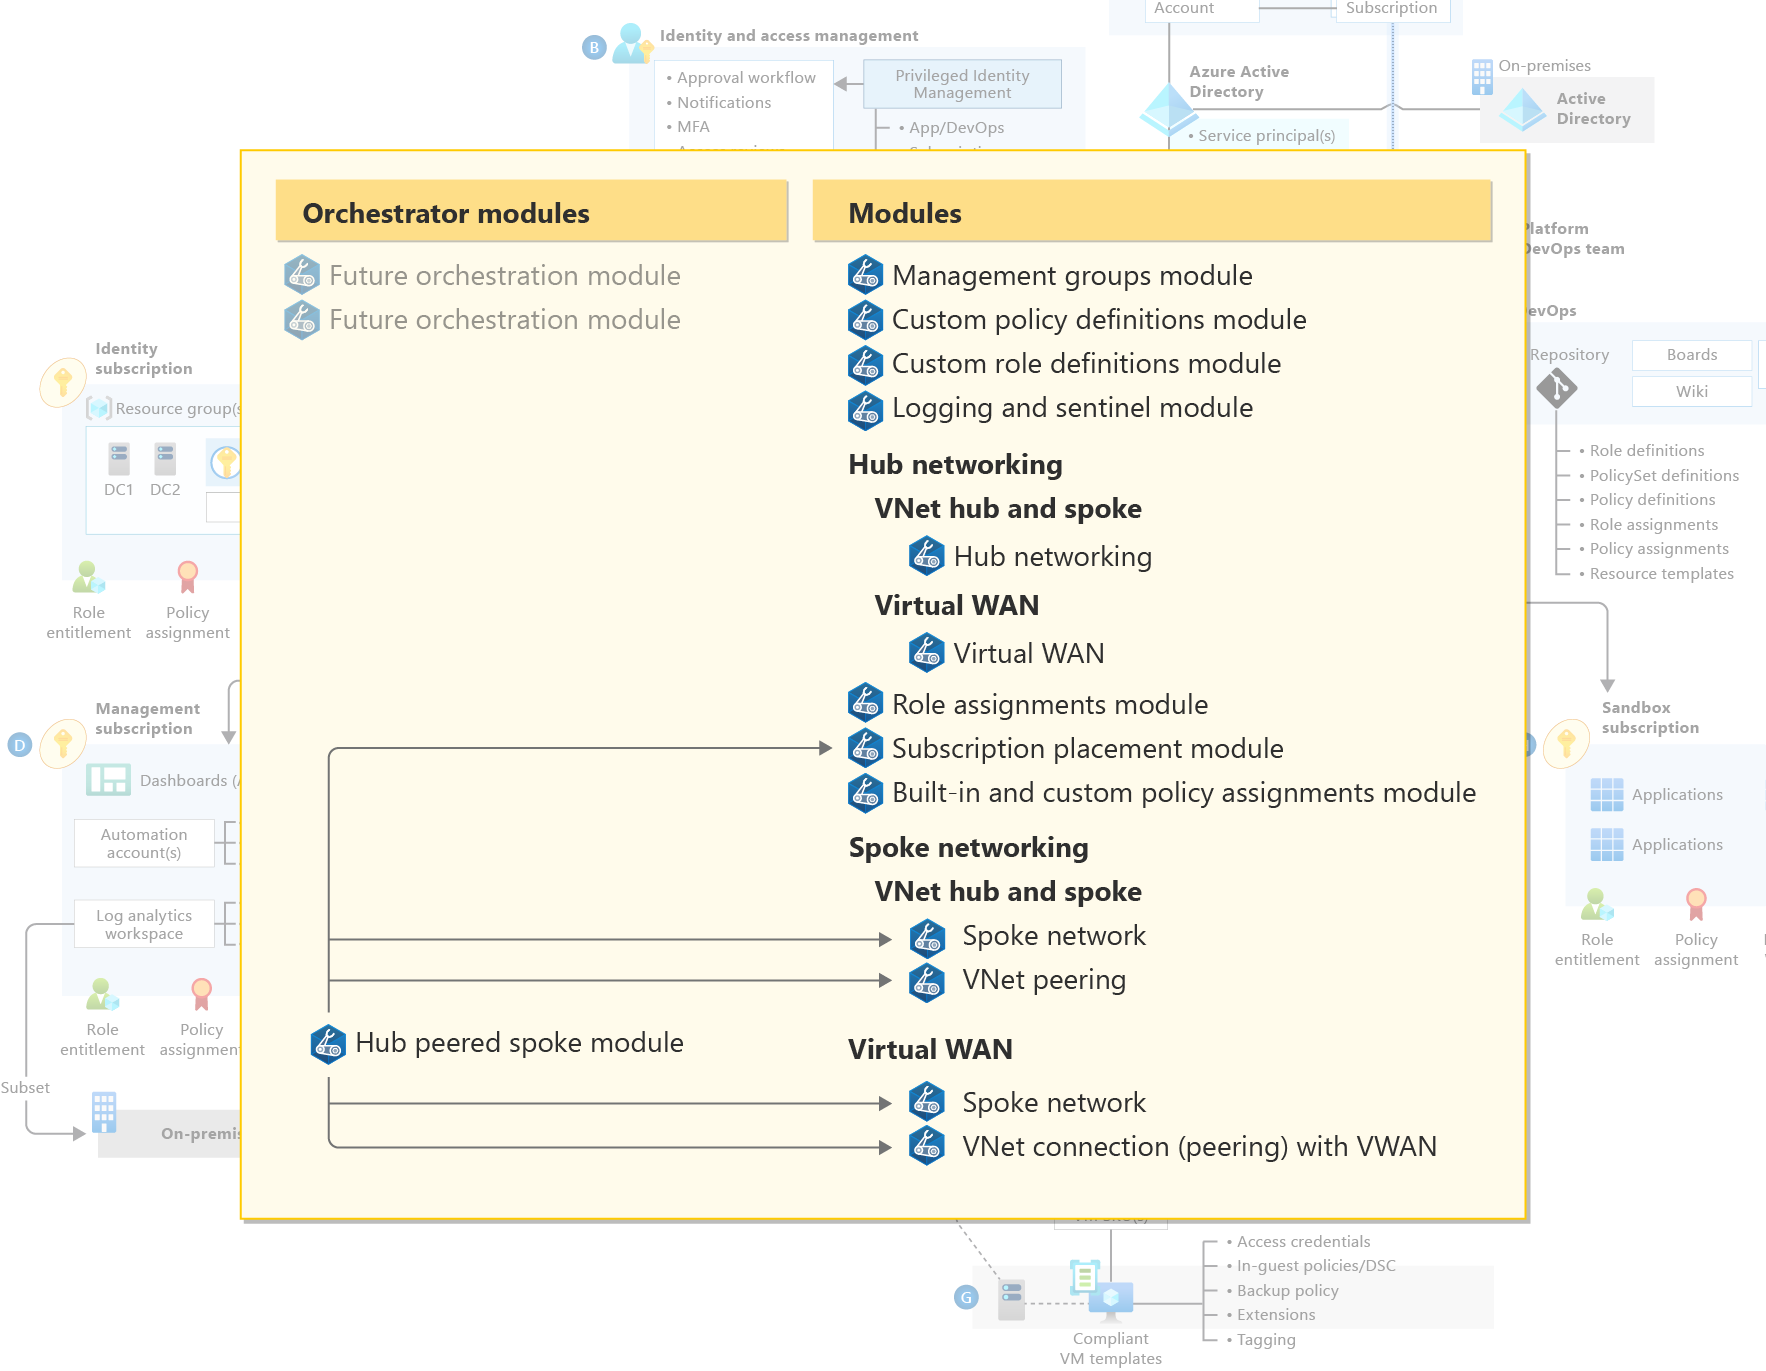 Account
Subscription
B
Identity and access management
• Approval workflow
• Notifications
• MFA
Privileged Identity
Management
• App/DevOps
Azure Active
Directory
• Service principal(s)
On-premises
Active
Directory
Orchestrator modules
Future orchestration module
Future orchestration module
Modules
Management groups module
Custom policy definitions module
Custom role definitions module
Logging and sentinel module
Hub networking
VNet hub and spoke
Hub networking
Virtual WAN
Virtual WAN
Role assignments module
Subscription placement module
Built-in and custom policy assignments module
Spoke networking
VNet hub and spoke
Spoke network
VNet peering
Hub peered spoke module
Virtual WAN
Spoke network
VNet connection (peering) with VWAN
Identity
subscription
Resource group(s
DC1
DC2
Role
entitlement
Policy
assignment
D
Management
subscription
Dashboards (
Automation
account(s)
Log analytics
workspace
Role
entitlement
Policy
assignment
Subset
On-premis
Platform
DevOps team
evOps
Repository
Boards
Wiki
• Role definitions
• PolicySet definitions
• Policy definitions
• Role assignments
• Policy assignments
• Resource templates
Sandbox
subscription
Applications
Applications
Role
entitlement
Policy
assignment
G
Compliant
VM templates
• Access credentials
• In-guest policies/DSC
• Backup policy
• Extensions
• Tagging